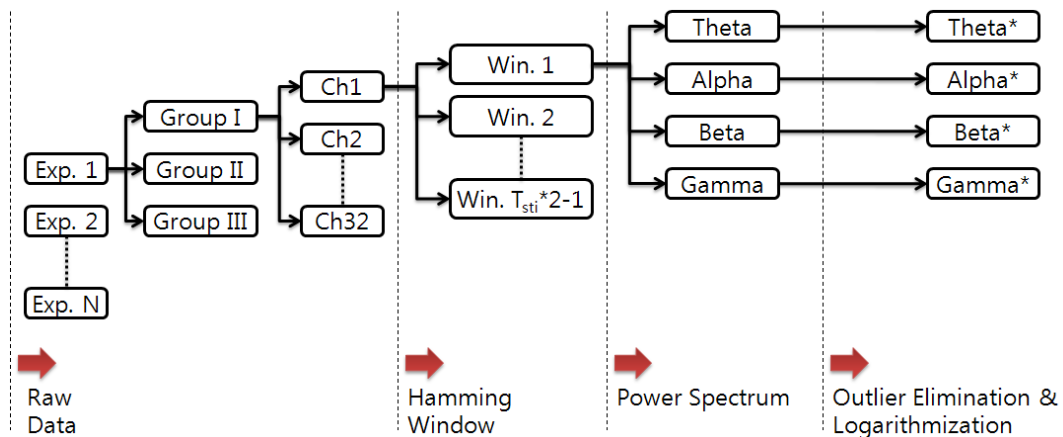 Exp. 1
Exp. 2
Exp. N
Group I
Group II
Group III
Ch1
Ch2
Ch32
Win. 1
Win. 2
Win. Tsti*2-1
Theta
Alpha
Beta
Gamma
Theta*
Alpha*
Beta*
Gamma*
Raw
Data
Hamming
Window
Power Spectrum
Outlier Elimination &
Logarithmization